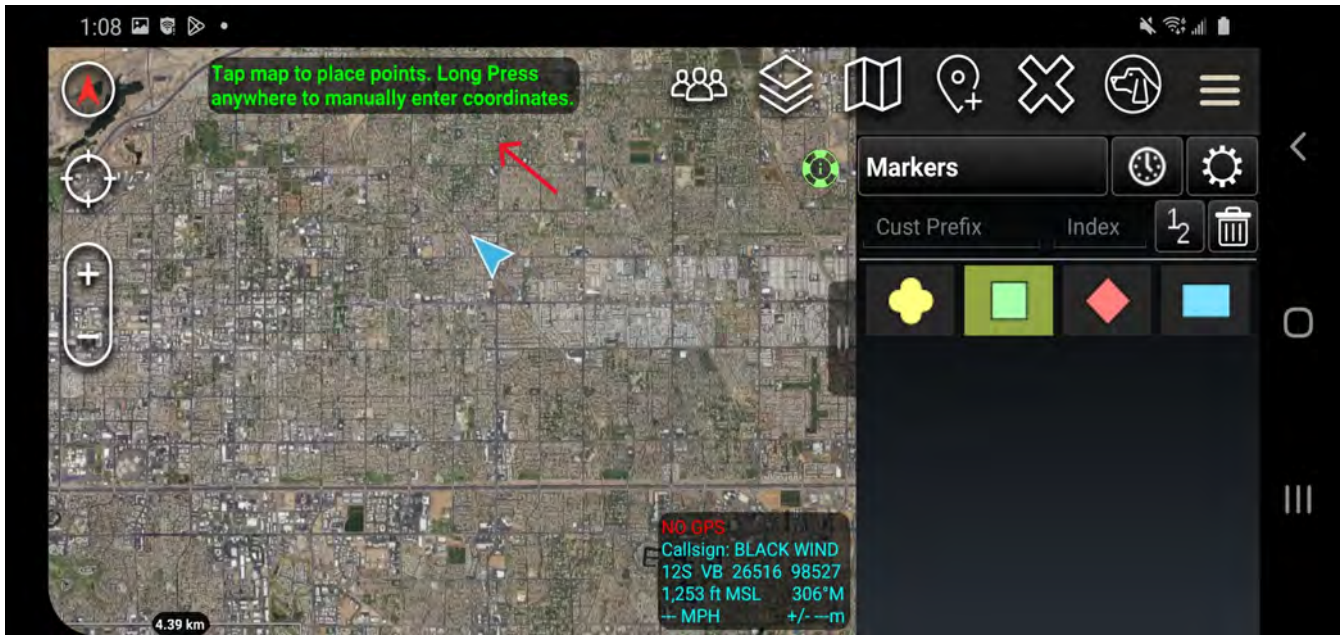 1:08
Tap map to place points. Long Press
anywhere to manually enter coordinates.
Markers
Cust Prefix Index 1 2
NO GPS
Callsign: BLACK WIND
12S VB 26516 98527
1,253 ft MSL 306°M
--- MPH +/- ---m
4.39 km